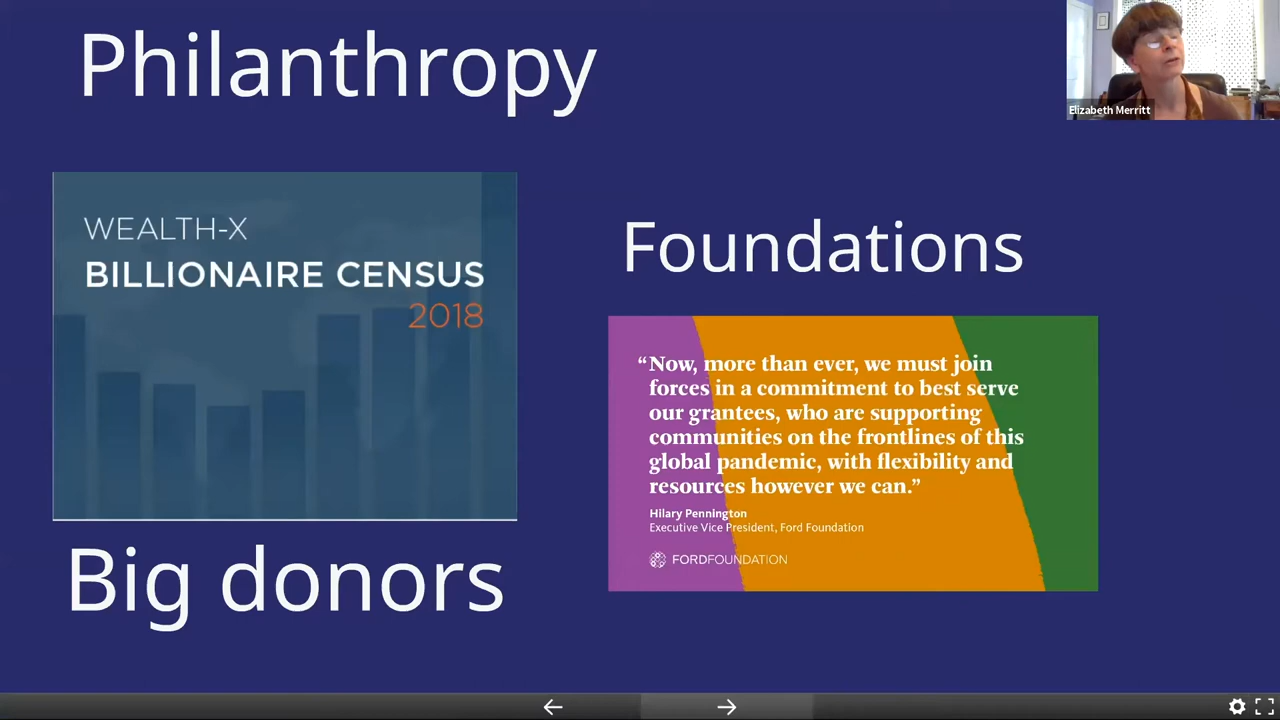 Philanthropy
Elizabeth Merritt
WEALTH-X
BILLIONAIRE CENSUS
2018
Big donors
Foundations
“Now, more than ever, we must join
forces in a commitment to best serve
our grantees, who are supporting
communities on the frontlines of this
global pandemic, with flexibility and
resources however we can.”
Hilary Pennington
Executive Vice President, Ford Foundation
FORDFOUNDATION